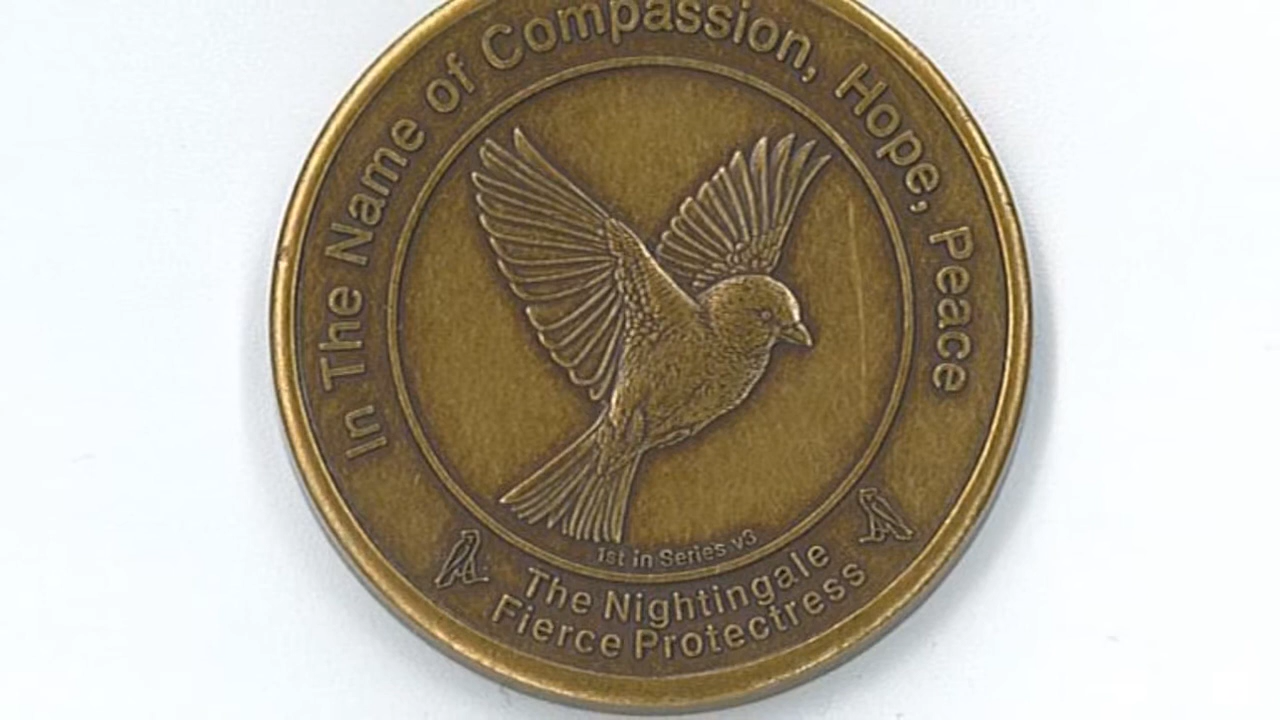 In The Name of Compassion, Hope, Peace
1st in Series v3
The Nightingale
Fierce Protectress